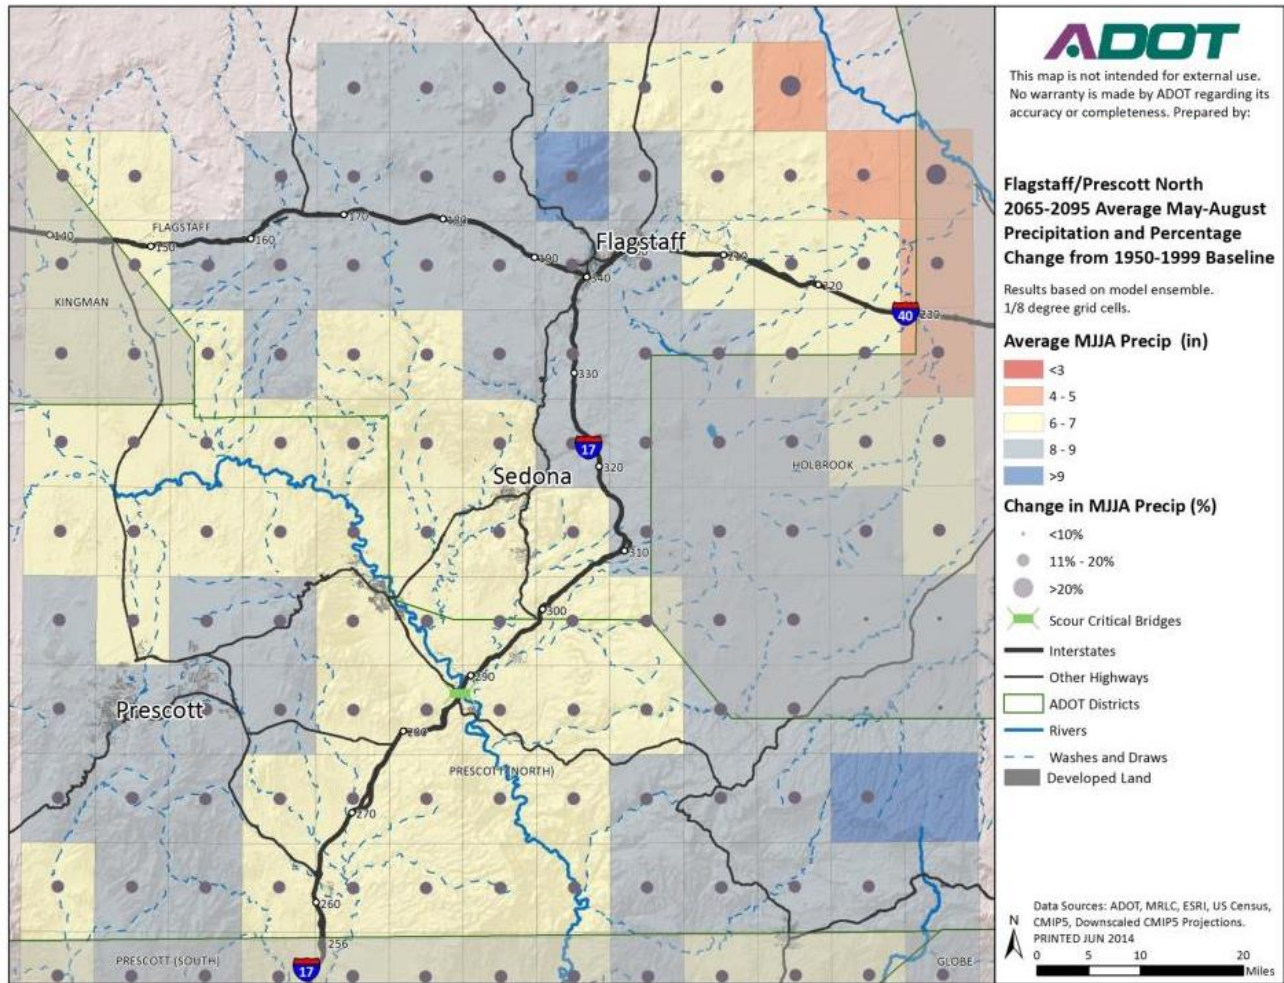 ADOT
This map is not intended for external use.
No warranty is made by ADOT regarding its
accuracy or completeness. Prepared by:
Flagstaff/Prescott North
2065-2095 Average May-August
Precipitation and Percentage
Change from 1950-1999 Baseline
Results based on model ensemble.
1/8 degree grid cells.
Average MJJA Precip (in)
<3
4 - 5
6 - 7
8 - 9
>9
Change in MJJA Precip (%)
<10%
11% - 20%
>20%
Scour Critical Bridges
Interstates
Other Highways
ADOT Districts
Rivers
Washes and Draws
Developed Land
Data Sources: ADOT, MRLC, ESRI, US Census,
CMIP5, Downscaled CMIP5 Projections.
PRINTED JUN 2014
N
0 5 10 20
Miles
170
180
FLAGSTAFF
140
150
160
Flagstaff
190
210
340
220
KINGMAN
40
230
330
17
320
HOLBROOK
Sedona
310
300
290
Prescott
280
PRESCOTT (NORTH)
270
260
256
PRESCOTT (SOUTH)
17
GLOBE